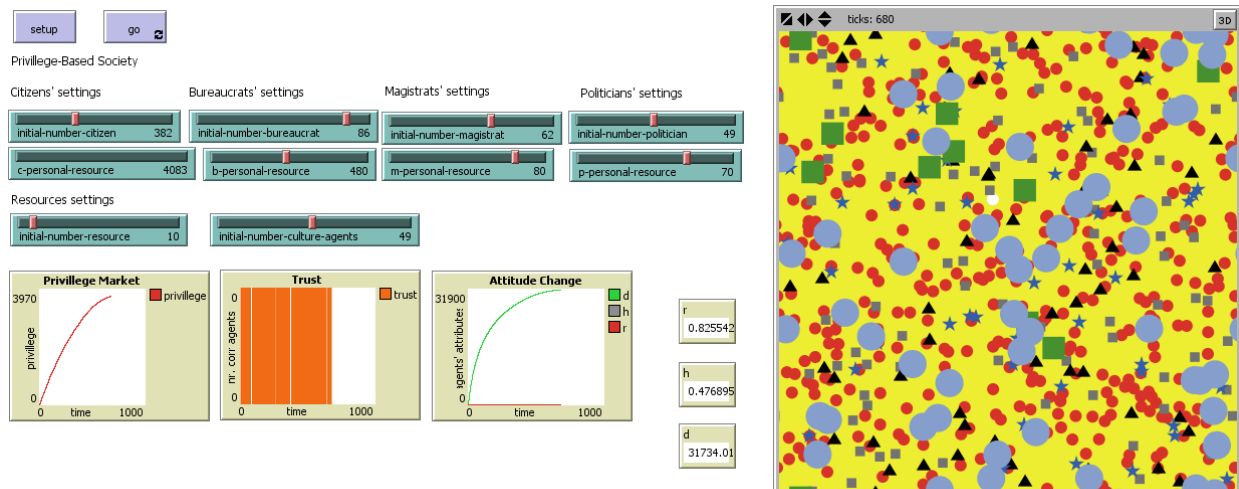 setup
go
ticks: 680
3D
Privillege-Based Society
Citizens' settings
Bureaucrats' settings
Magistrats' settings
Politicians' settings
initial-number-citizen 382
initial-number-bureaucrat 86
initial-number-magistrat 62
initial-number-politician 49
c-personal-resource 4083
b-personal-resource 480
m-personal-resource 80
p-personal-resource 70
Resources settings
initial-number-resource 10
initial-number-culture-agents 49
Privillege Market
3970
privillege
0
0
time
1000
privillege
Trust
0
nr. corr agents
0
0
time
1000
trust
Attitude Change
31900
agents' attributes
0
0
time
1000
d
h
r
r
0.825542
h
0.476895
d
31734.01